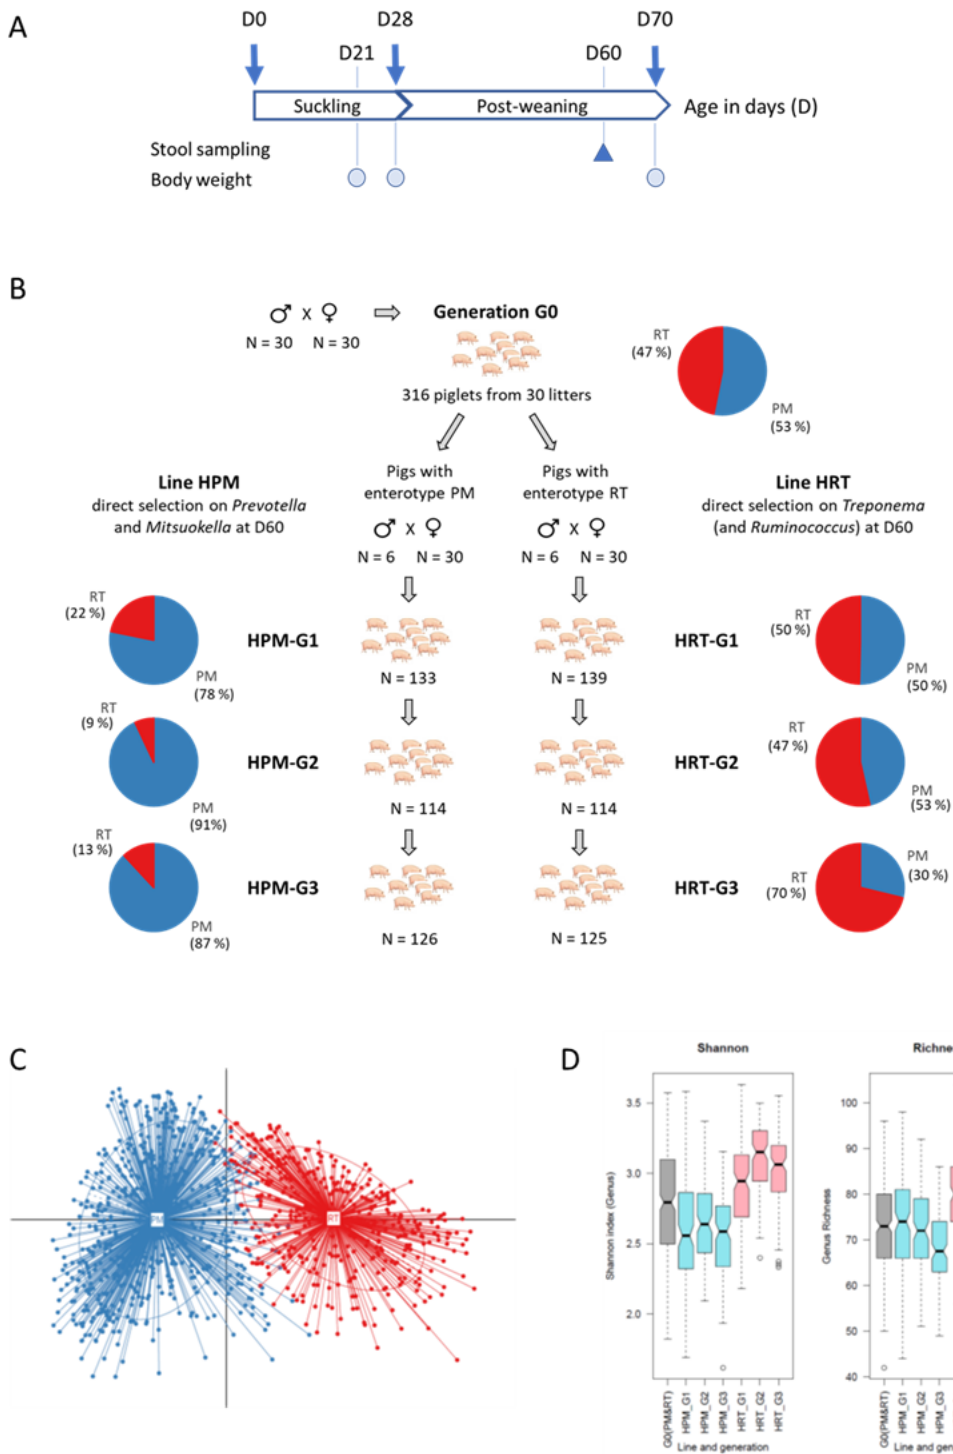 A
D0
D28
D70
D21
D60
Suckling
Post-weaning
Age in days (D)
Stool sampling
Body weight
B
♂ X ♀
N = 30 N = 30
Generation G0
316 piglets from 30 litters
RT
(47 %)
PM
(53 %)
Line HPM
direct selection on Prevotella
and Mitsuokella at D60
Pigs with
enterotype PM
♂ X ♀
N = 6 N = 30
Pigs with
enterotype RT
♂ X ♀
N = 6 N = 30
Line HRT
direct selection on Treponema
(and Ruminococcus) at D60
RT
(22 %)
PM
(78 %)
HPM-G1
N = 133
N = 139
HRT-G1
RT
(50 %)
PM
(50 %)
RT
(9 %)
PM
(91%)
HPM-G2
N = 114
N = 114
HRT-G2
RT
(47 %)
PM
(53 %)
RT
(13 %)
PM
(87 %)
HPM-G3
N = 126
N = 125
HRT-G3
RT
(70 %)
PM
(30 %)
C
PM
RT
D
Shannon
Shannon index (Genus)
3.5
3.0
2.5
2.0
G0(PM&RT)
HPM_G1
HPM_G2
HPM_G3
HRT_G1
HRT_G2
HRT_G3
Line and generation
Richne
Genus Richness
100
90
80
70
60
50
40
G0(PM&RT)
HPM_G1
HPM_G2
HPM_G3
Line and gen